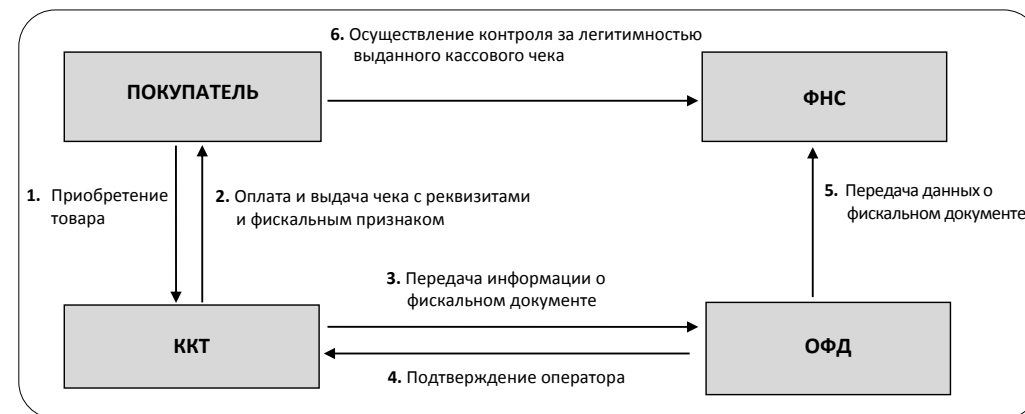 6. Осуществление контроля за легитимностью
выданного кассового чека
ПОКУПАТЕЛЬ
ФНС
1. Приобретение
товара
2. Оплата и выдача чека с реквизитами
и фискальным признаком
5. Передача данных о
фискальном документе
3. Передача информации о
фискальном документе
ККТ
ОФД
4. Подтверждение оператора